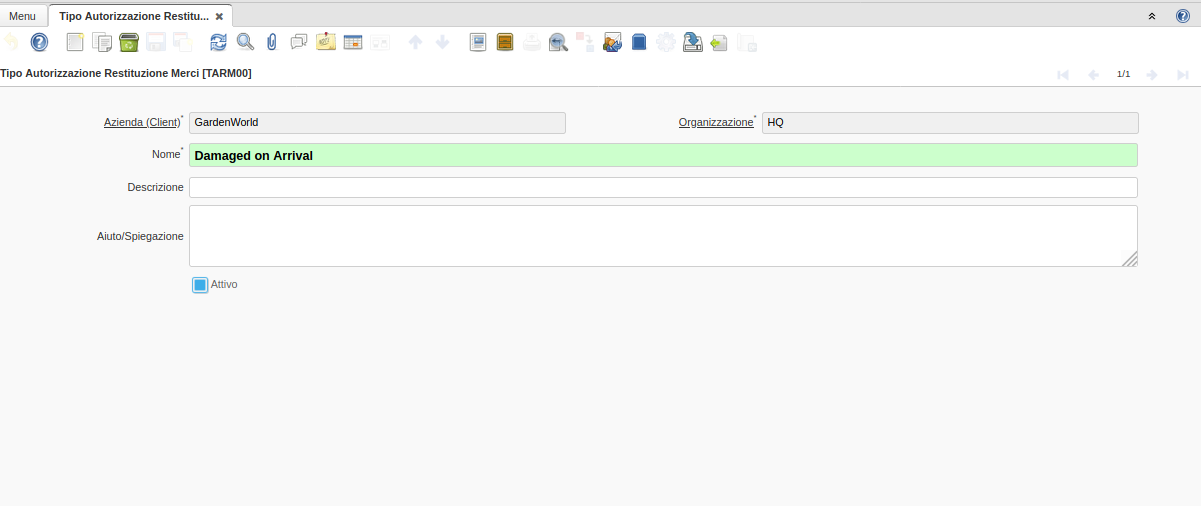 Menu
Tipo Autorizzazione Restitu...
Tipo Autorizzazione Restituzione Merci [TARM00]
1/1
Azienda (Client)* GardenWorld Organizzazione* HQ
Nome* Damaged on Arrival
Descrizione
Aiuto/Spiegazione
Attivo